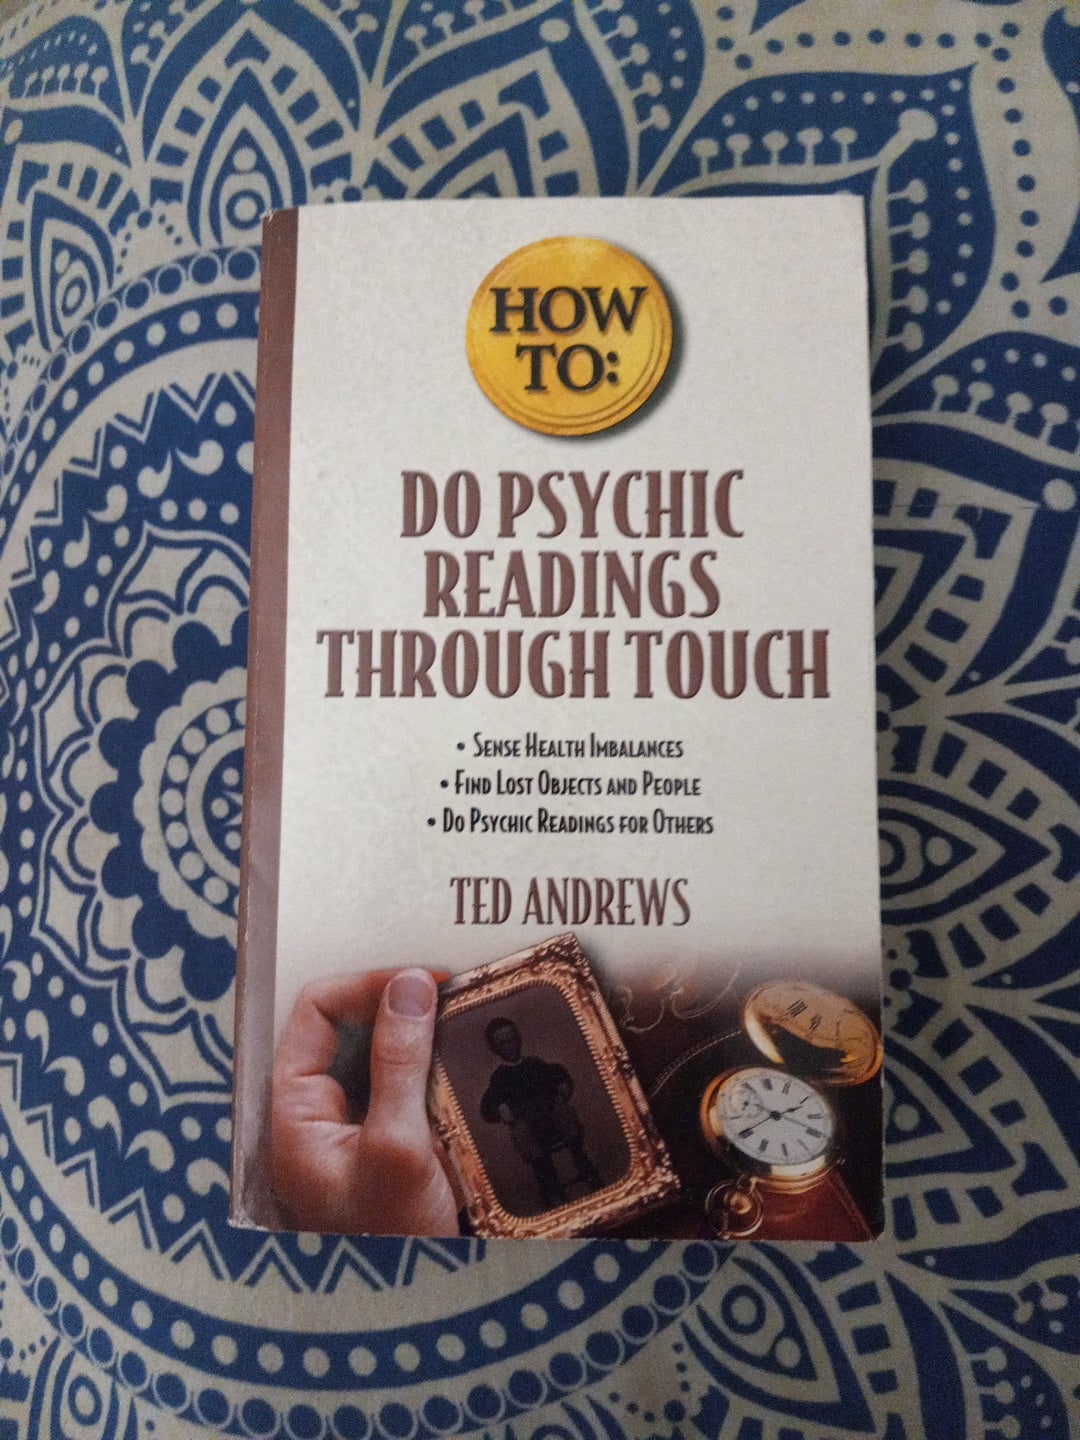 HOW
TO:
DO PSYCHIC
READINGS
THROUGH TOUCH
• SENSE HEALTH IMBALANCES
• FIND LOST OBJECTS AND PEOPLE
• DO PSYCHIC READINGS FOR OTHERS
TED ANDREWS